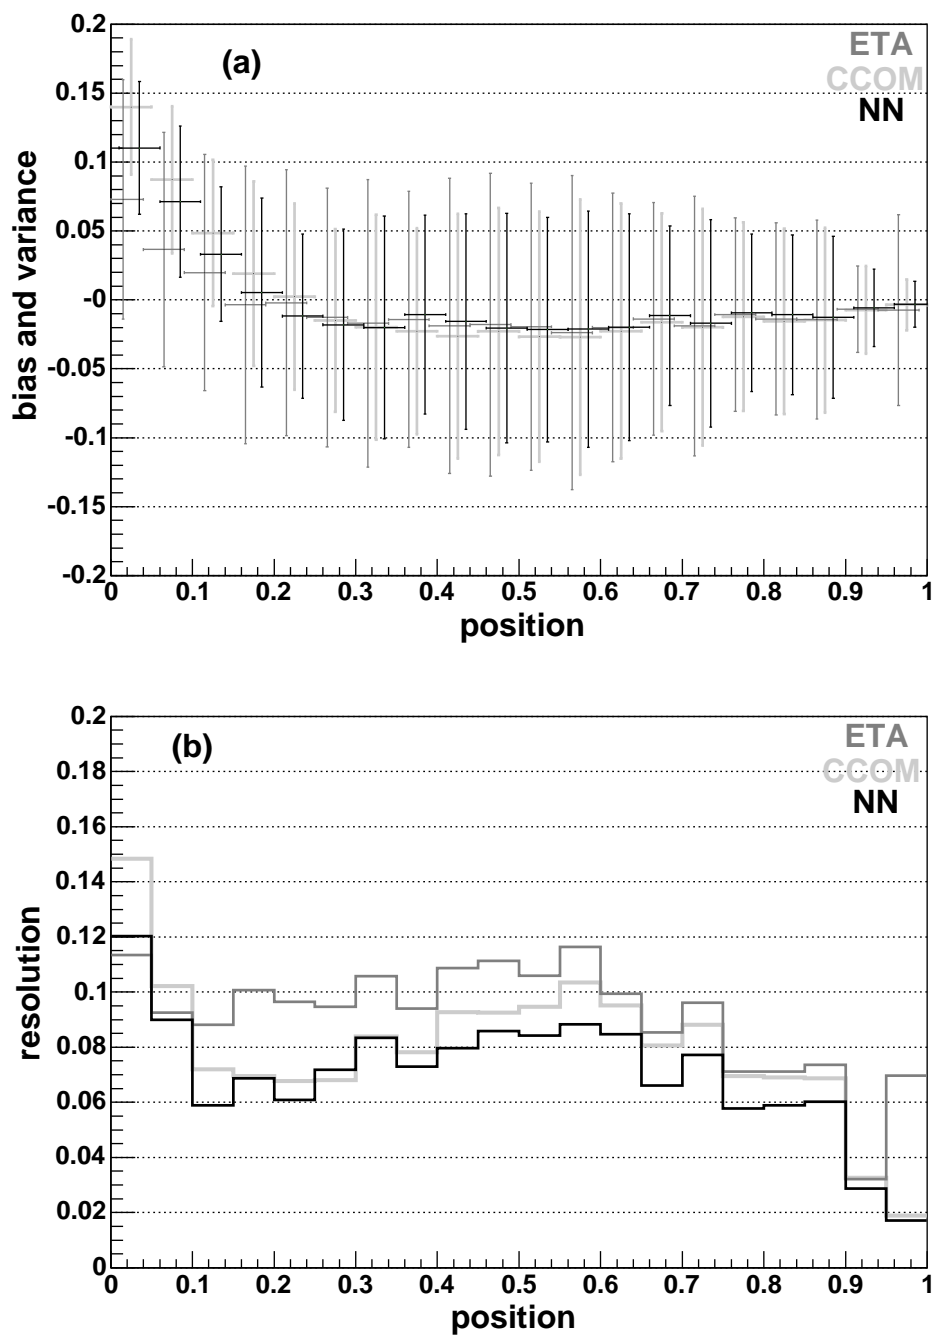 0.2
(a)
ETA
CCOM
NN
0.15
0.1
0.05
-0
-0.05
-0.1
-0.15
-0.2
bias and variance
0 0.1 0.2 0.3 0.4 0.5 0.6 0.7 0.8 0.9 1
position
0.2
(b)
ETA
CCOM
NN
0.18
0.16
0.14
0.12
0.1
0.08
0.06
0.04
0.02
0
resolution
0 0.1 0.2 0.3 0.4 0.5 0.6 0.7 0.8 0.9 1
position